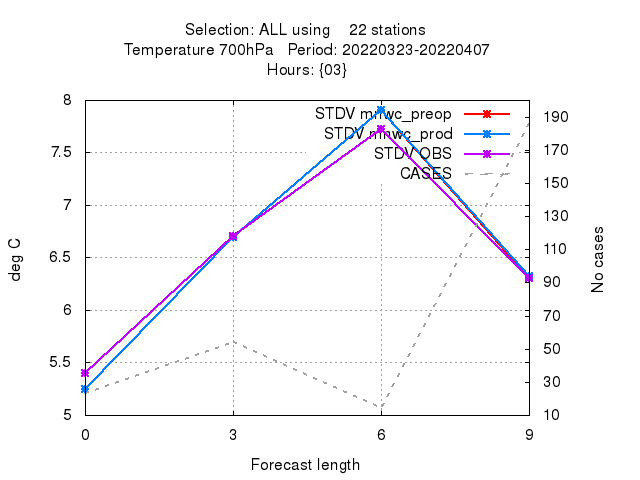 Selection: ALL using 22 stations
Temperature 700hPa Period: 20220323-20220407
Hours: {03}
STDV mnwc_preop
STDV mnwc_prod
STDV OBS
CASES
deg C
8
7.5
7
6.5
6
5.5
5
190
170
150
130
110
90
70
50
30
10
No cases
0 3 6 9
Forecast length